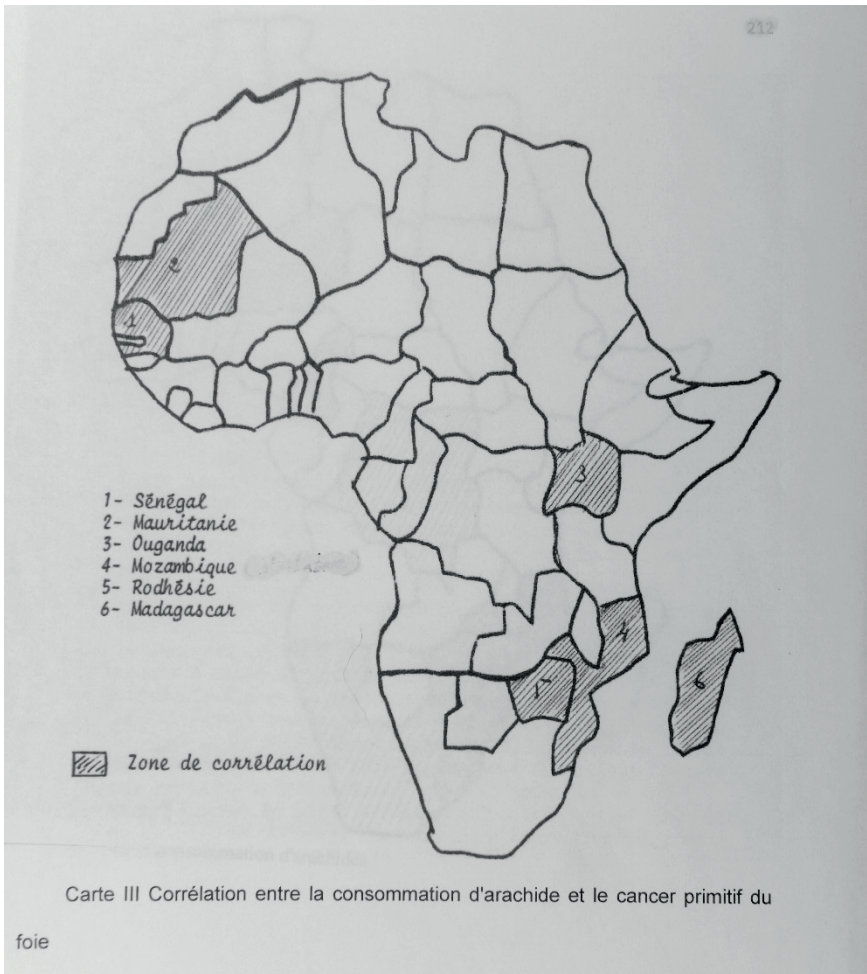 212
2
1
3
1- Sénégal
2- Mauritanie
3- Ouganda
4- Mozambique
5- Rodhésie
6- Madagascar
4
5
6
Zone de corrélation
Carte III Corrélation entre la consommation d'arachide et le cancer primitif du
foie